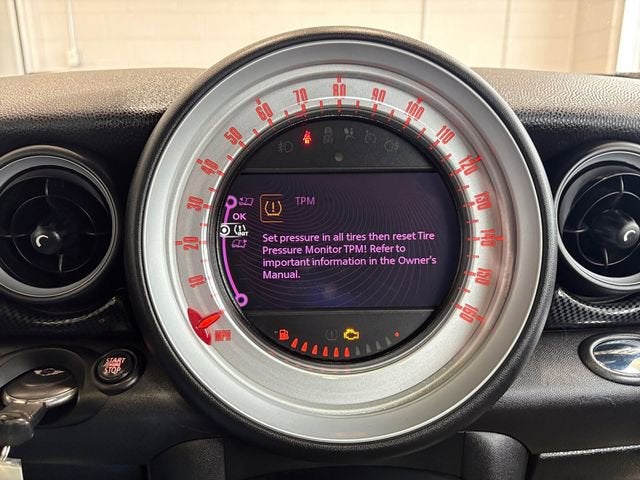 80
70
90
60
100
50
110
40
120
30
130
20
140
10
150
160
MPH
OK
INIT
TPM
Set pressure in all tires then reset Tire
Pressure Monitor TPM! Refer to
important information in the Owner's
Manual.
START
STOP